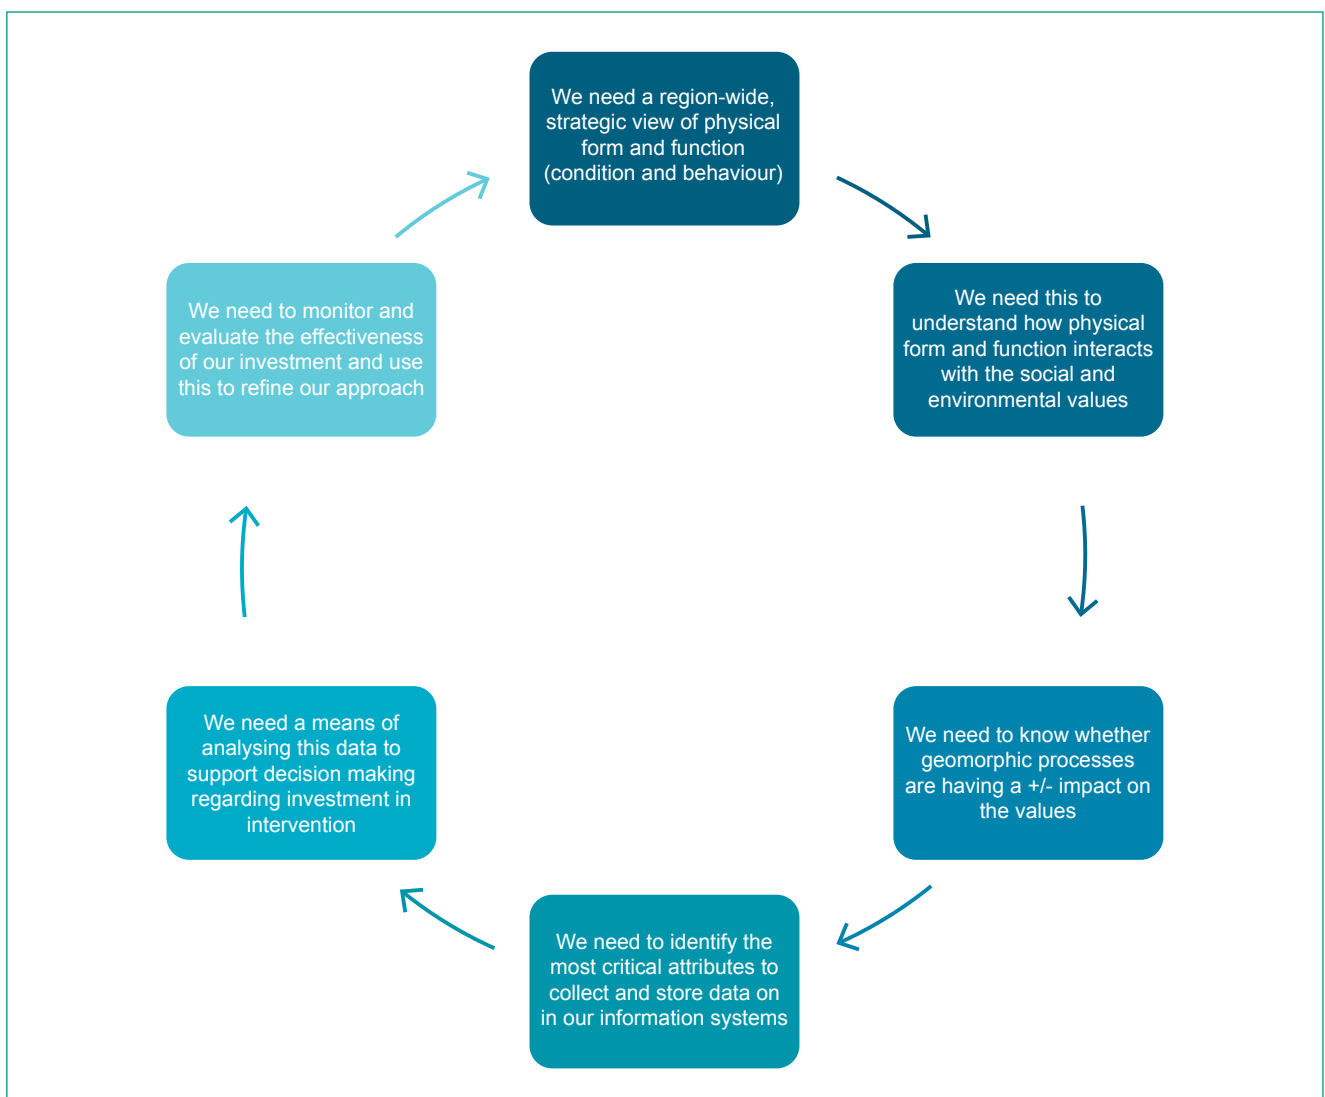 We need a region-wide,
strategic view of physical
form and function
(condition and behaviour)
We need this to
understand how physical
form and function interacts
with the social and
environmental values
We need to know whether
geomorphic processes
are having a +/- impact on
the values
We need to identify the
most critical attributes to
collect and store data on
in our information systems
We need a means of
analysing this data to
support decision making
regarding investment in
intervention
We need to monitor and
evaluate the effectiveness
of our investment and use
this to refine our approach